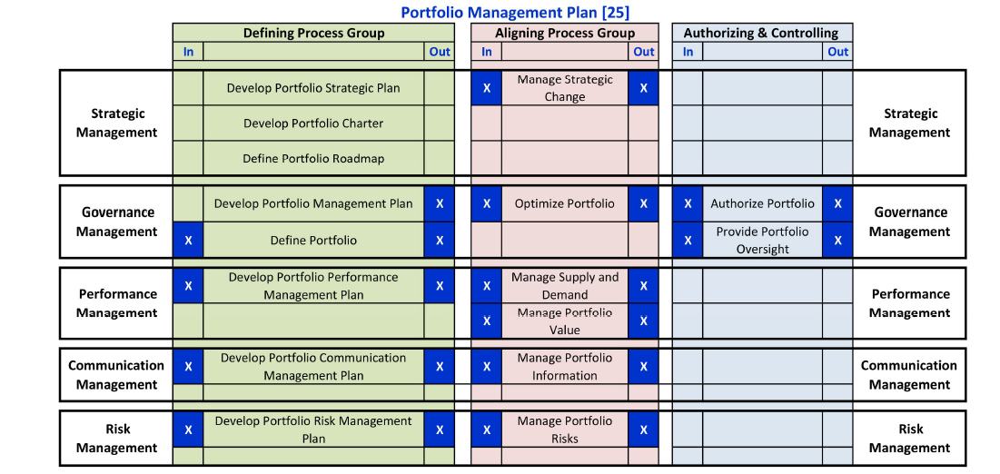 Portfolio Management Plan [25]
Defining Process Group
Aligning Process Group
Authorizing & Controlling
In Out
In Out
In Out
Strategic
Management
Develop Portfolio Strategic Plan
X Manage Strategic
Change X
Strategic
Management
Develop Portfolio Charter
Define Portfolio Roadmap
Governance
Management
Develop Portfolio Management Plan X
X Optimize Portfolio X
X Authorize Portfolio X
Governance
Management
X Define Portfolio X
X Provide Portfolio
Oversight X
Performance
Management
X Develop Portfolio Performance
Management Plan X
X Manage Supply and
Demand X
Performance
Management
X Manage Portfolio
Value X
Communication
Management
X Develop Portfolio Communication
Management Plan X
X Manage Portfolio
Information X
Communication
Management
Risk
Management
X Develop Portfolio Risk Management
Plan X
X Manage Portfolio
Risks X
Risk
Management